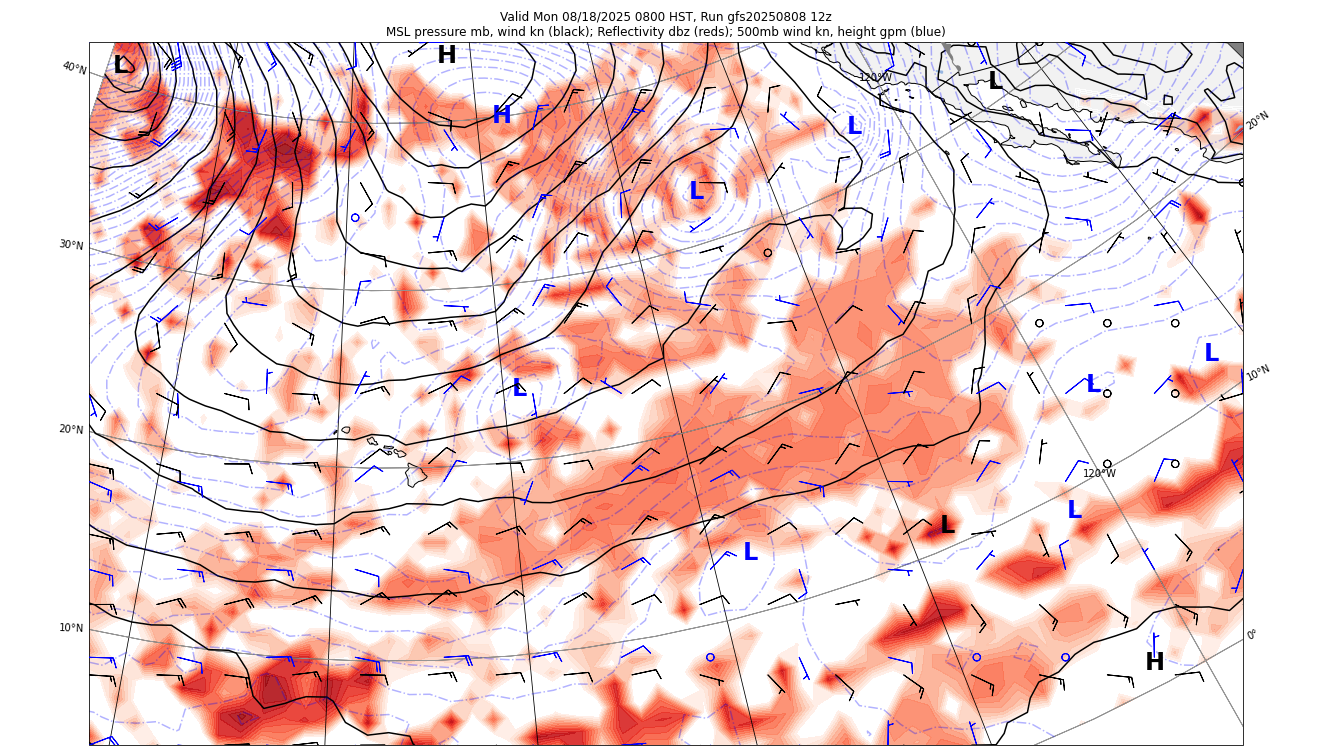 Valid Mon 08/18/2025 0800 HST, Run gfs20250808 12z
MSL pressure mb, wind kn (black); Reflectivity dbz (reds); 500mb wind kn, height gpm (blue)
L
H
40°N
120°W
L
H
L
20°N
L
30°N
L
L
10°N
L
20°N
120°W
L
L
L
10°N
0°
H